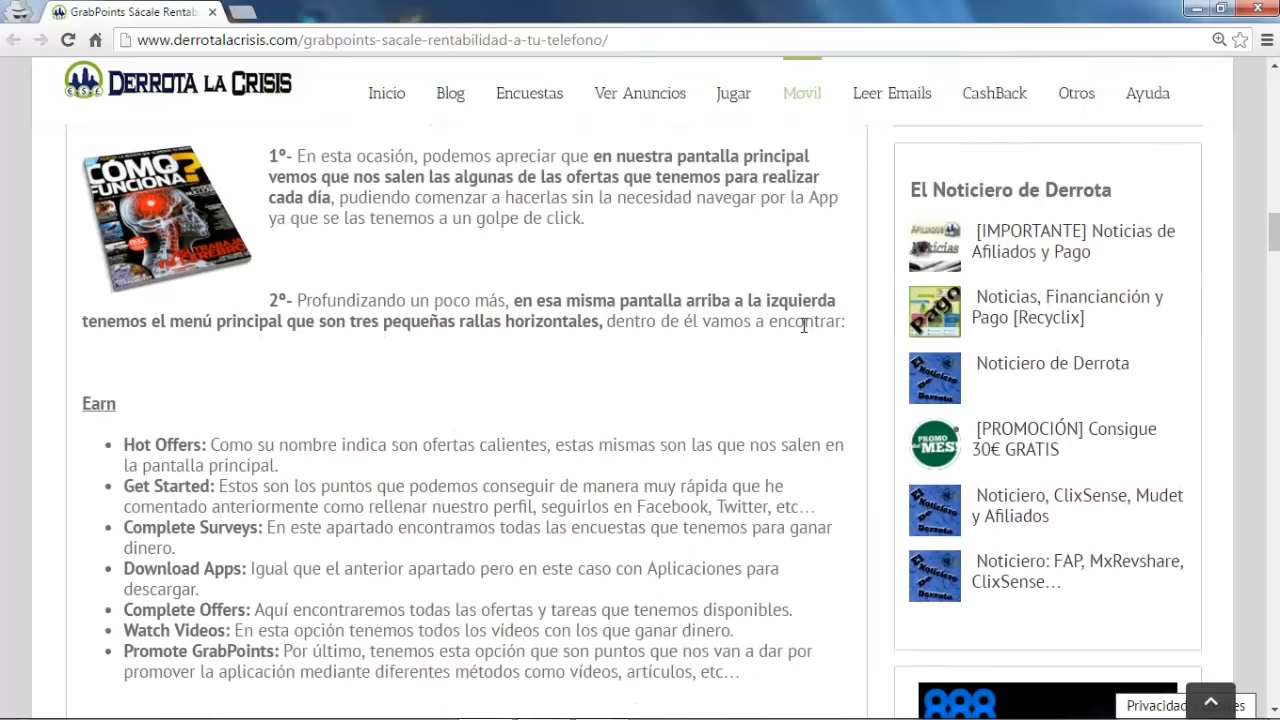 GrabPoints Sácale Rentab
www.derrotalacrisis.com/grabpoints-sacale-rentabilidad-a-tu-telefono/
DERROTA LA CRISIS
Inicio Blog Encuestas Ver Anuncios Jugar Movil Leer Emails CashBack Otros Ayuda
CÓMO
FUNCIONA
1º- En esta ocasión, podemos apreciar que en nuestra pantalla principal
vemos que nos salen las algunas de las ofertas que tenemos para realizar
cada día, pudiendo comenzar a hacerlas sin la necesidad navegar por la App
ya que se las tenemos a un golpe de click.
2º- Profundizando un poco más, en esa misma pantalla arriba a la izquierda
tenemos el menú principal que son tres pequeñas rallas horizontales, dentro de él vamos a encontrar:
Earn
Hot Offers: Como su nombre indica son ofertas calientes, estas mismas son las que nos salen en
la pantalla principal.
Get Started: Estos son los puntos que podemos conseguir de manera muy rápida que he
comentado anteriormente como rellenar nuestro perfil, seguirlos en Facebook, Twitter, etc…
Complete Surveys: En este apartado encontramos todas las encuestas que tenemos para ganar
dinero.
Download Apps: Igual que el anterior apartado pero en este caso con Aplicaciones para
descargar.
Complete Offers: Aquí encontraremos todas las ofertas y tareas que tenemos disponibles.
Watch Videos: En esta opción tenemos todos los vídeos con los que ganar dinero.
Promote GrabPoints: Por último, tenemos esta opción que son puntos que nos van a dar por
promover la aplicación mediante diferentes métodos como vídeos, artículos, etc…
El Noticiero de Derrota
[IMPORTANTE] Noticias de
Afiliados y Pago
Noticias, Financianción y
Pago [Recyclix]
Noticiero de Derrota
[PROMOCIÓN] Consigue
30€ GRATIS
Noticiero, ClixSense, Mudet
y Afiliados
Noticiero: FAP, MxRevshare,
ClixSense…
888
Privacidad y Cookies